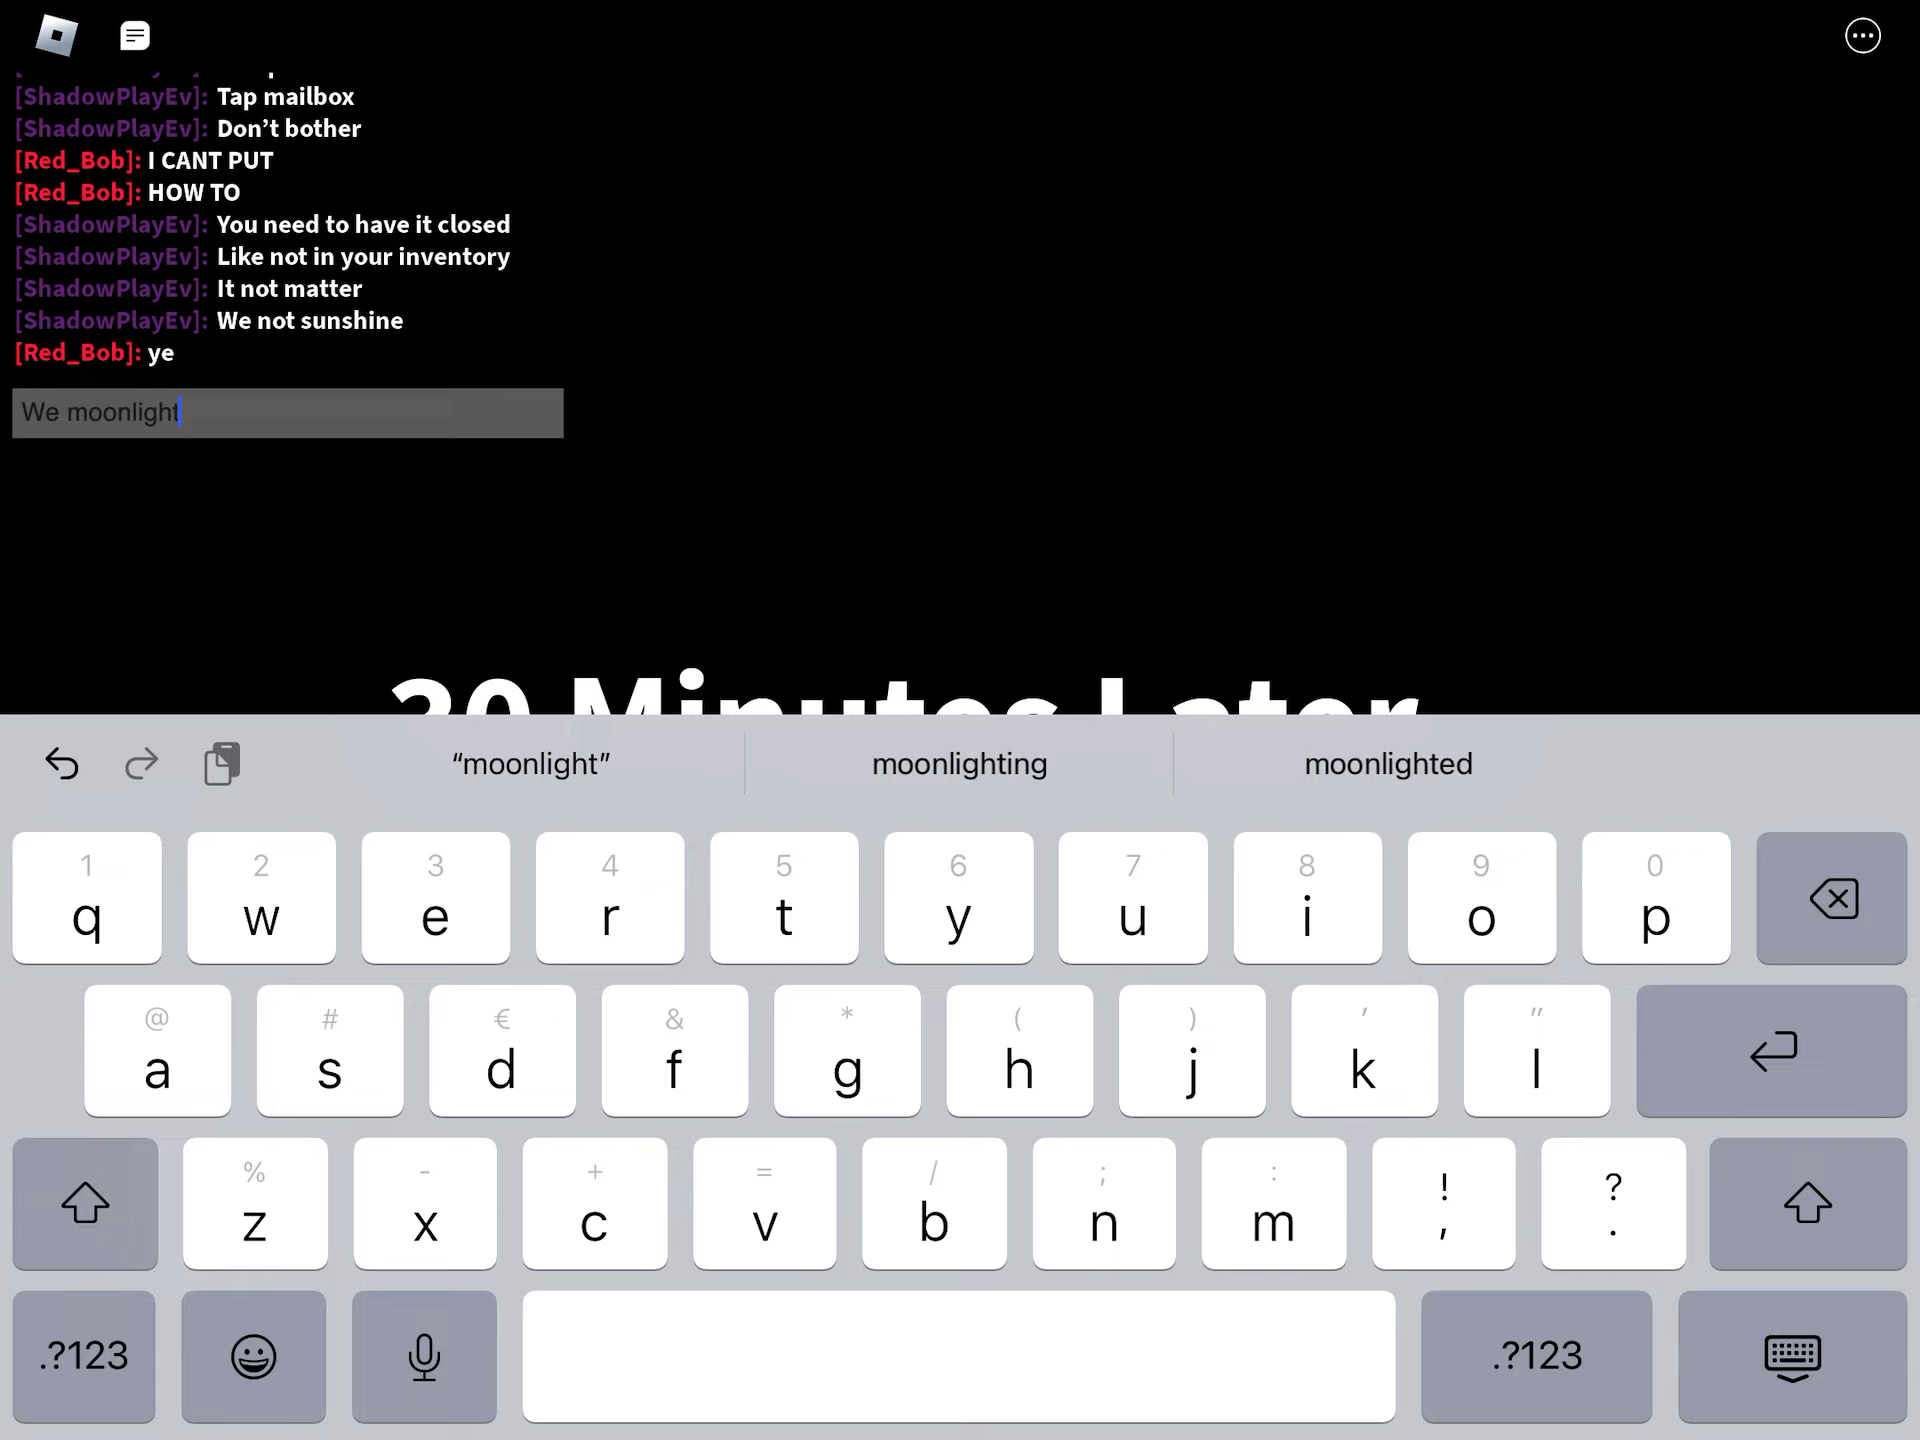 [ShadowPlayEv]: Tap mailbox
[ShadowPlayEv]: Don’t bother
[Red_Bob]: I CANT PUT
[Red_Bob]: HOW TO
[ShadowPlayEv]: You need to have it closed
[ShadowPlayEv]: Like not in your inventory
[ShadowPlayEv]: It not matter
[ShadowPlayEv]: We not sunshine
[Red_Bob]: ye
We moonlight
Minutes Later
“moonlight” moonlighting moonlighted
1 2 3 4 5 6 7 8 9 0
q w e r t y u i o p
@ # € & * ( ) ' "
a s d f g h j k l
% - + = / ; : ! ?
z x c v b n m , .
.?123 .?123